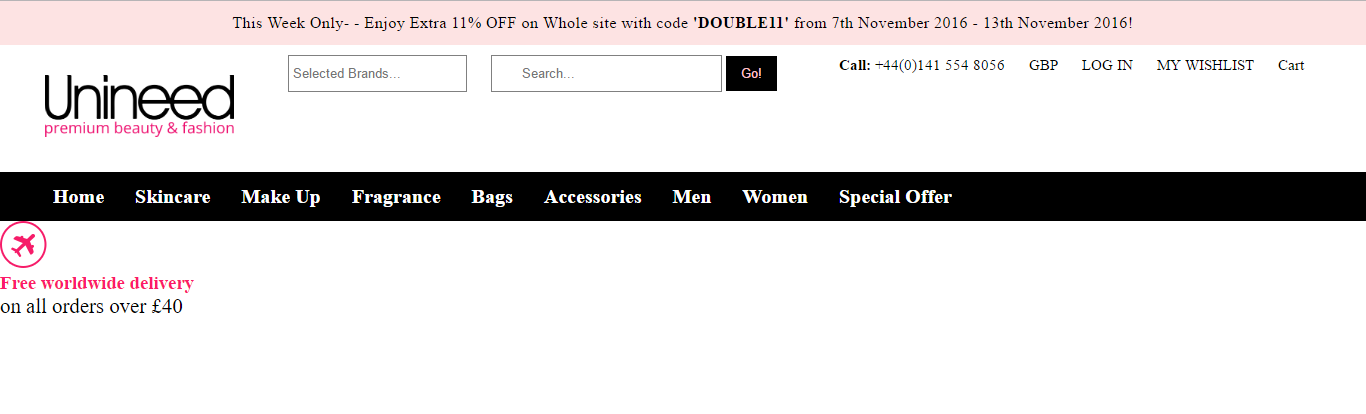 This Week Only- - Enjoy Extra 11% OFF on Whole site with code 'DOUBLE11' from 7th November 2016 - 13th November 2016!
Selected Brands... Search... Go! Call: +44(0)141 554 8056 GBP LOG IN MY WISHLIST Cart
Unineed
premium beauty & fashion
Home Skincare Make Up Fragrance Bags Accessories Men Women Special Offer
Free worldwide delivery
on all orders over £40